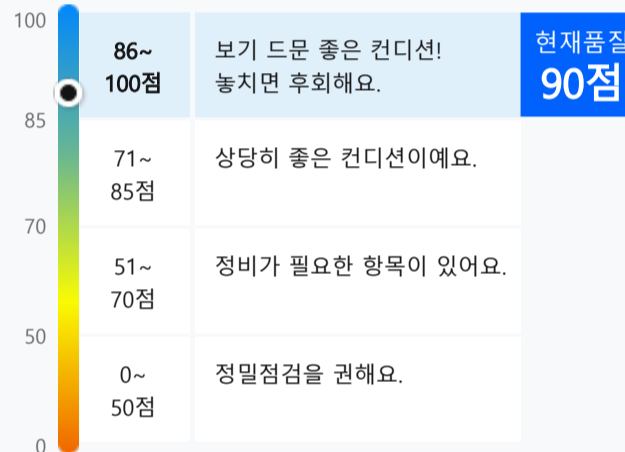 100
86~
100점
보기 드문 좋은 컨디션!
놓치면 후회해요.
현재품질
90점
85
71~
85점
상당히 좋은 컨디션이예요.
70
51~
70점
정비가 필요한 항목이 있어요.
50
0~
50점
정밀점검을 권해요.
0